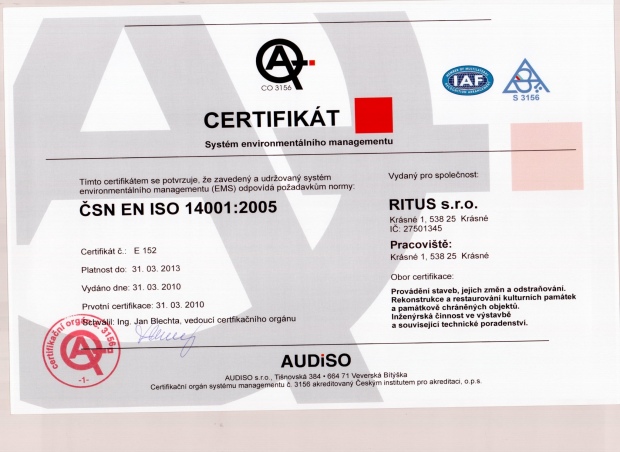 CO 3156
MEMBER OF MULTILATERAL
IAF
RECOGNITION ARRANGEMENT
S 3156
CERTIFIKÁT
Systém environmentálního managementu
Tímto certifikátem se potvrzuje, že zavedený a udržovaný systém
environmentálního managementu (EMS) odpovídá požadavkům normy:
ČSN EN ISO 14001:2005
Certifikát č.: E 152
Platnost do: 31. 03. 2013
Vydáno dne: 31. 03. 2010
Prvotní certifikace: 31. 03. 2010
Schválil: Ing. Jan Blechta, vedoucí certifikačního orgánu
Vydaný pro společnost:
RITUS s.r.o.
Krásné 1, 538 25 Krásné
IČ: 27501345
Pracoviště:
Krásné 1, 538 25 Krásné
Obor certifikace:
Provádění staveb, jejich změn a odstraňování.
Rekonstrukce a restaurování kulturních památek
a památkově chráněných objektů.
Inženýrská činnost ve výstavbě
a související technické poradenství.
certifikační orgán č. 3156
-1-
AUDiSO
AUDISO s.r.o., Tišnovská 384 • 664 71 Veverská Bítýška
Certifikační orgán systému managementu č. 3156 akreditovaný Českým institutem pro akreditaci, o.p.s.